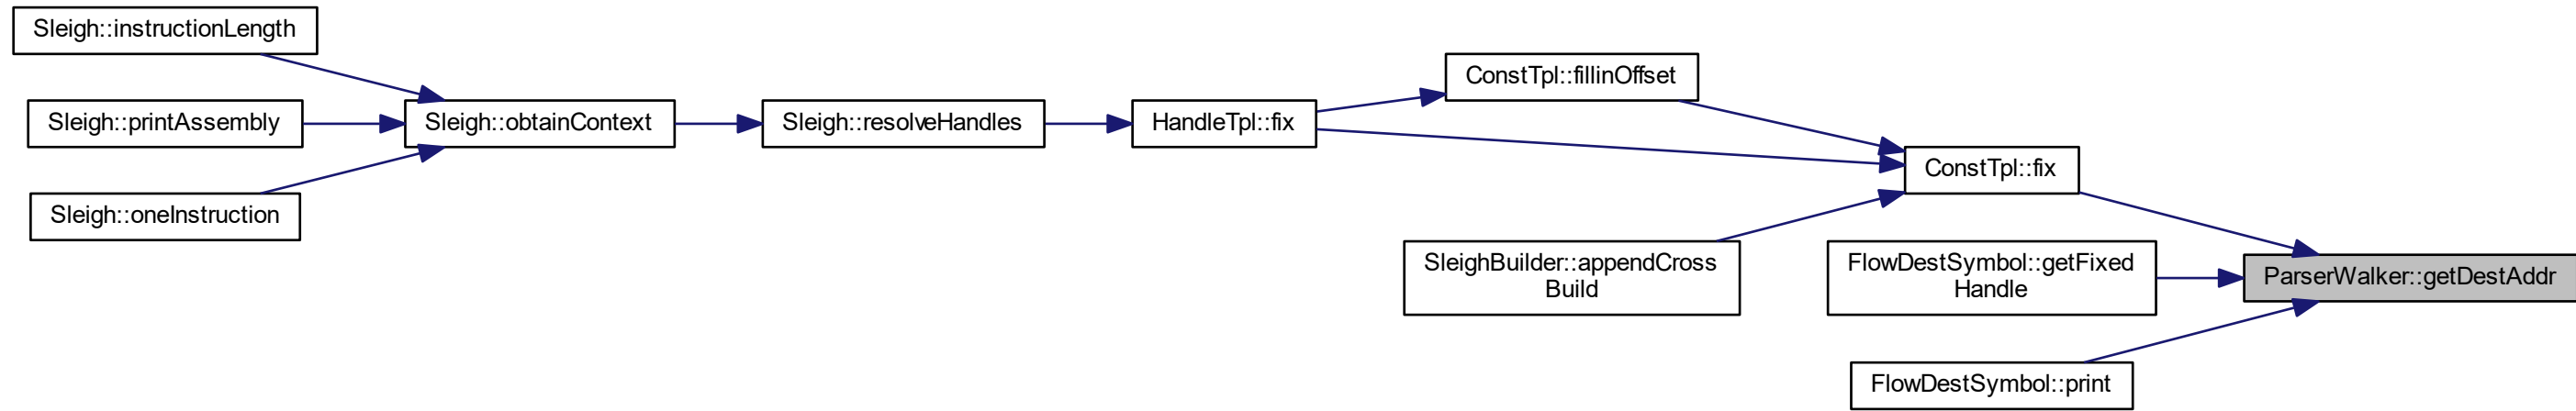 Sleigh::instructionLength
Sleigh::printAssembly
Sleigh::oneInstruction
Sleigh::obtainContext
Sleigh::resolveHandles
HandleTpl::fix
ConstTpl::fillinOffset
ConstTpl::fix
SleighBuilder::appendCross
Build
FlowDestSymbol::getFixed
Handle
FlowDestSymbol::print
ParserWalker::getDestAddr